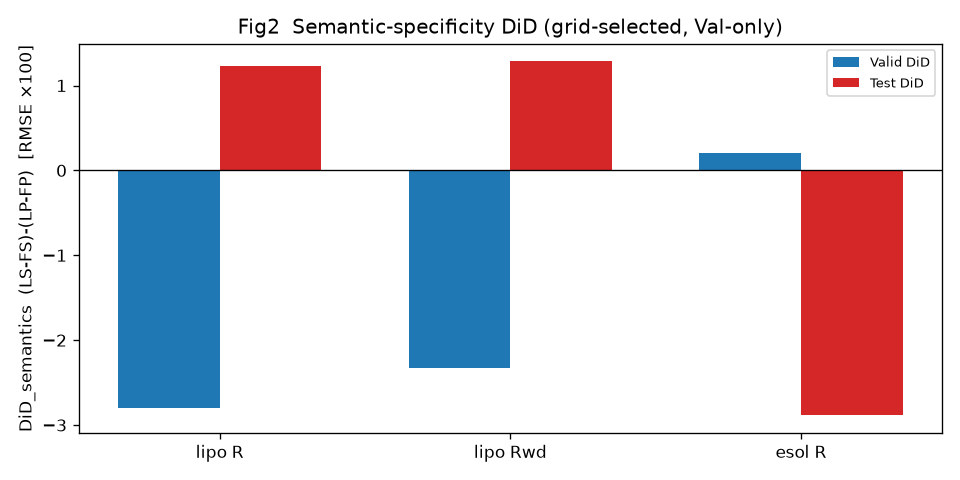 Fig2  Semantic-specificity DiD (grid-selected, Val-only)
DiD_semantics  (LS-FS)-(LP-FP)  [RMSE ×100]
1
0
−1
−2
−3
Valid DiD
Test DiD
lipo R
lipo Rwd
esol R